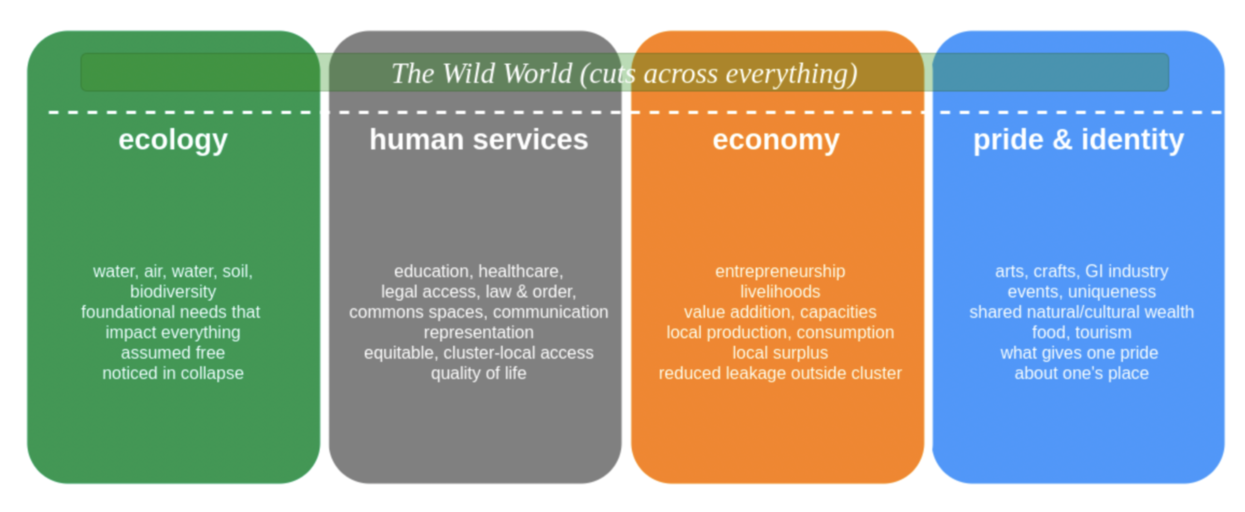 The Wild World (cuts across everything)
ecology
water, air, water, soil,
biodiversity
foundational needs that
impact everything
assumed free
noticed in collapse
human services
education, healthcare,
legal access, law & order,
commons spaces, communication
representation
equitable, cluster-local access
quality of life
economy
entrepreneurship
livelihoods
value addition, capacities
local production, consumption
local surplus
reduced leakage outside cluster
pride & identity
arts, crafts, GI industry
events, uniqueness
shared natural/cultural wealth
food, tourism
what gives one pride
about one's place